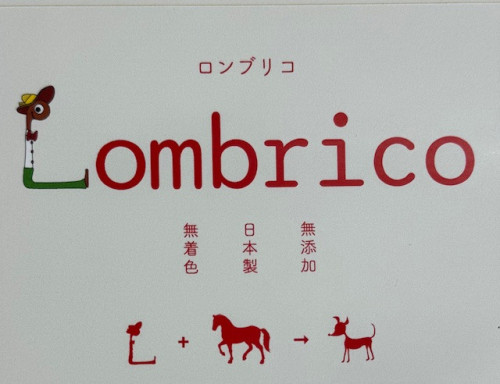 ロンブリコ
Lombrico
無添加
日本製
無着色
+ →